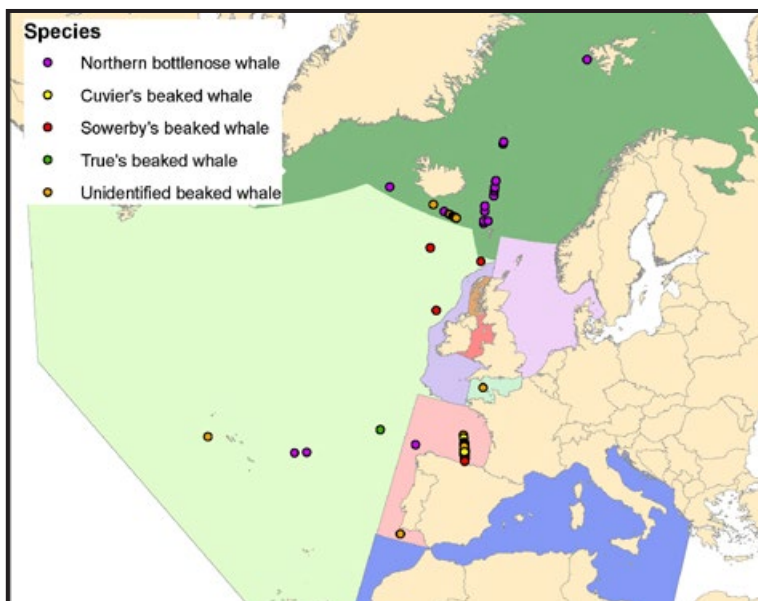 Species
Northern bottlenose whale
Cuvier's beaked whale
Sowerby's beaked whale
True's beaked whale
Unidentified beaked whale